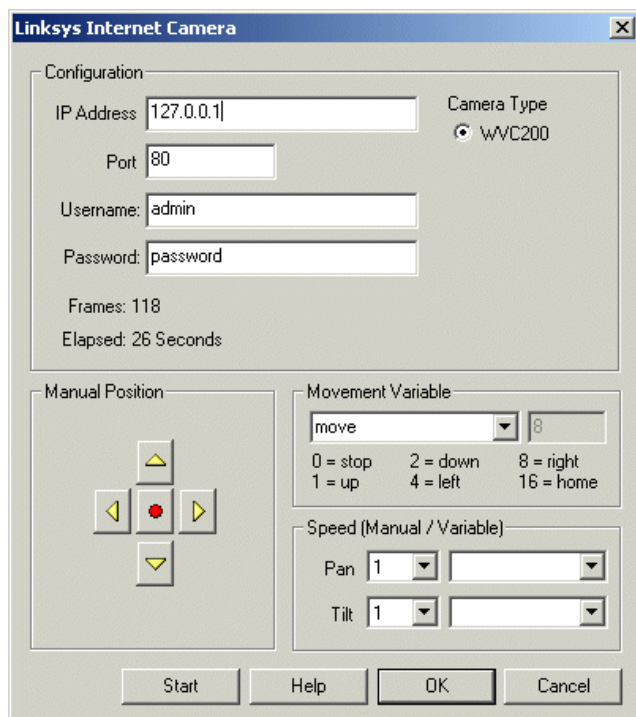 Linksys Internet Camera
Configuration
IP Address 127.0.0.1
Camera Type
WVC200
Port 80
Username: admin
Password: password
Frames: 118
Elapsed: 26 Seconds
Manual Position
Movement Variable
move 8
0 = stop 2 = down 8 = right
1 = up 4 = left 16 = home
Speed (Manual / Variable)
Pan 1
Tilt 1
Start Help OK Cancel